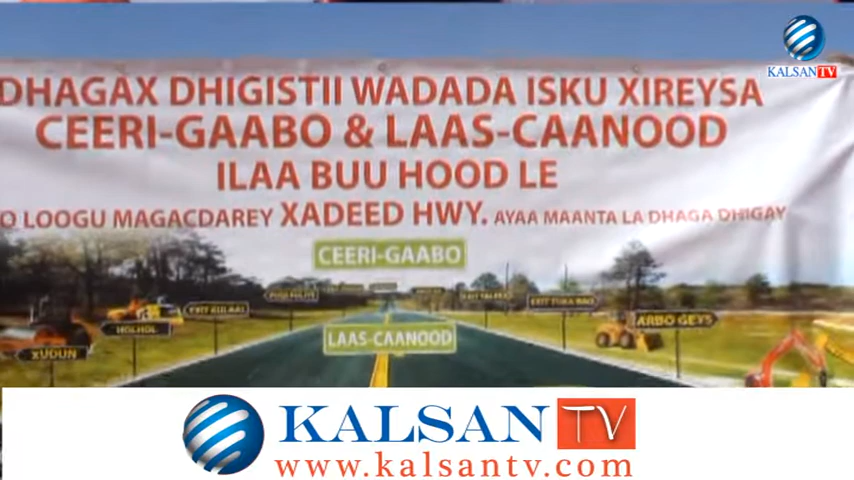 KALSAN TV
DHAGAX DHIGISTII WADADA ISKU XIREYSA
CEERI-GAABO & LAAS-CAANOOD
ILAA BUU HOOD LE
O LOOGU MAGACDAREY XADEED HWY. AYAA MAANTA LA DHAGA DHIGAY
CEERI-GAABO
EXIT
HOLHOL
ARBO GEYS
LAAS-CAANOOD
XUDUN
KALSAN TV
www.kalsantv.com